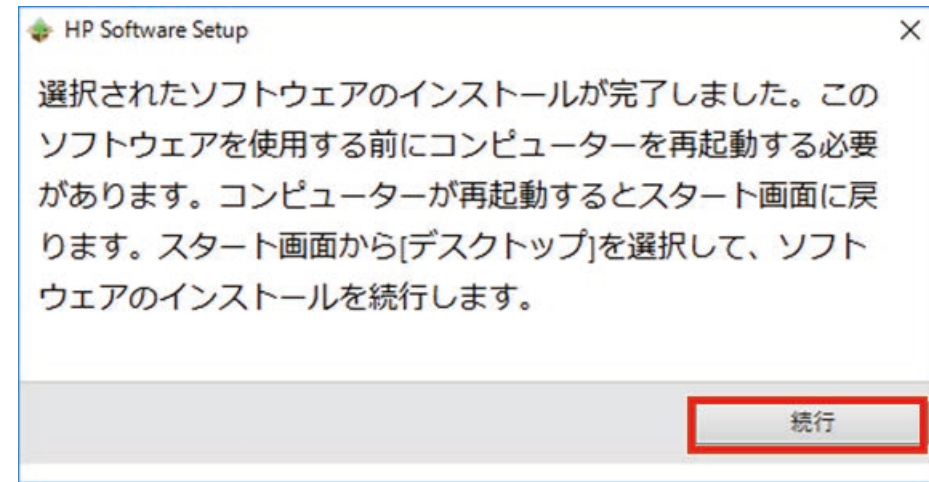 HP Software Setup
選択されたソフトウェアのインストールが完了しました。この
ソフトウェアを使用する前にコンピューターを再起動する必要
があります。コンピューターが再起動するとスタート画面に戻
ります。スタート画面から[デスクトップ]を選択して、ソフト
ウェアのインストールを続行します。
続行